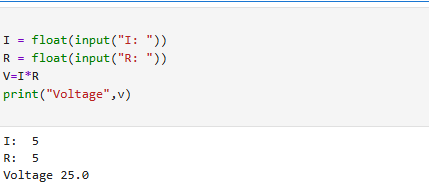 I = float(input("I: "))
R = float(input("R: "))
V=I*R
print("Voltage",v)
I:  5
R:  5
Voltage 25.0